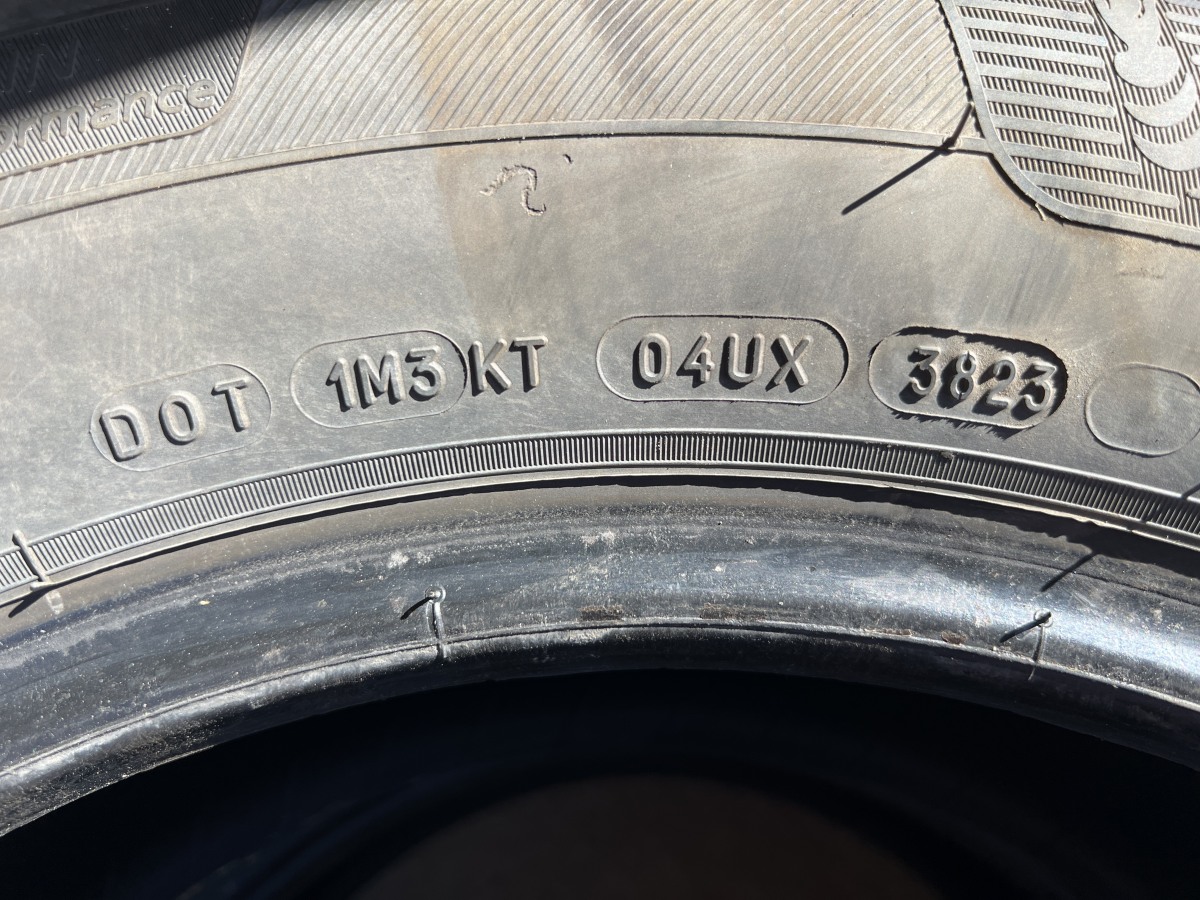 ormance
DOT 1M3 KT 04UX 3823